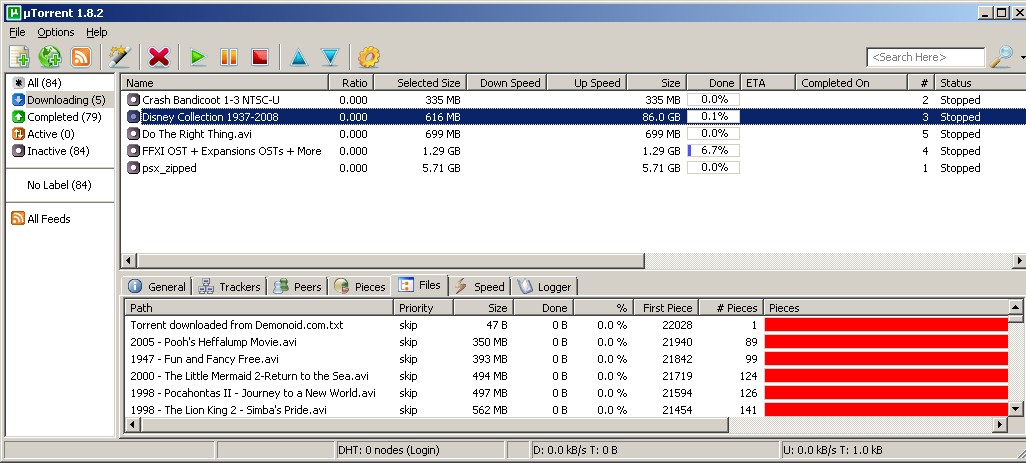 µTorrent 1.8.2
File Options Help
<Search Here>
All (84)
Downloading (5)
Completed (79)
Active (0)
Inactive (84)
No Label (84)
All Feeds
Name Ratio Selected Size Down Speed Up Speed Size Done ETA Completed On # Status
Crash Bandicoot 1-3 NTSC-U 0.000 335 MB 335 MB 0.0% 2 Stopped
Disney Collection 1937-2008 0.000 616 MB 86.0 GB 0.1% 3 Stopped
Do The Right Thing.avi 0.000 699 MB 699 MB 0.0% 5 Stopped
FFXI OST + Expansions OSTs + More 0.000 1.29 GB 1.29 GB 6.7% 4 Stopped
psx_zipped 0.000 5.71 GB 5.71 GB 0.0% 1 Stopped
General Trackers Peers Pieces Files Speed Logger
Path Priority Size Done % First Piece # Pieces Pieces
Torrent downloaded from Demonoid.com.txt skip 47 B 0 B 0.0 % 22028 1
2005 - Pooh's Heffalump Movie.avi skip 350 MB 0 B 0.0 % 21940 89
1947 - Fun and Fancy Free.avi skip 393 MB 0 B 0.0 % 21842 99
2000 - The Little Mermaid 2-Return to the Sea.avi skip 494 MB 0 B 0.0 % 21719 124
1998 - Pocahontas II - Journey to a New World.avi skip 497 MB 0 B 0.0 % 21594 126
1998 - The Lion King 2 - Simba's Pride.avi skip 562 MB 0 B 0.0 % 21454 141
DHT: 0 nodes (Login) D: 0.0 kB/s T: 0 B U: 0.0 kB/s T: 1.0 kB